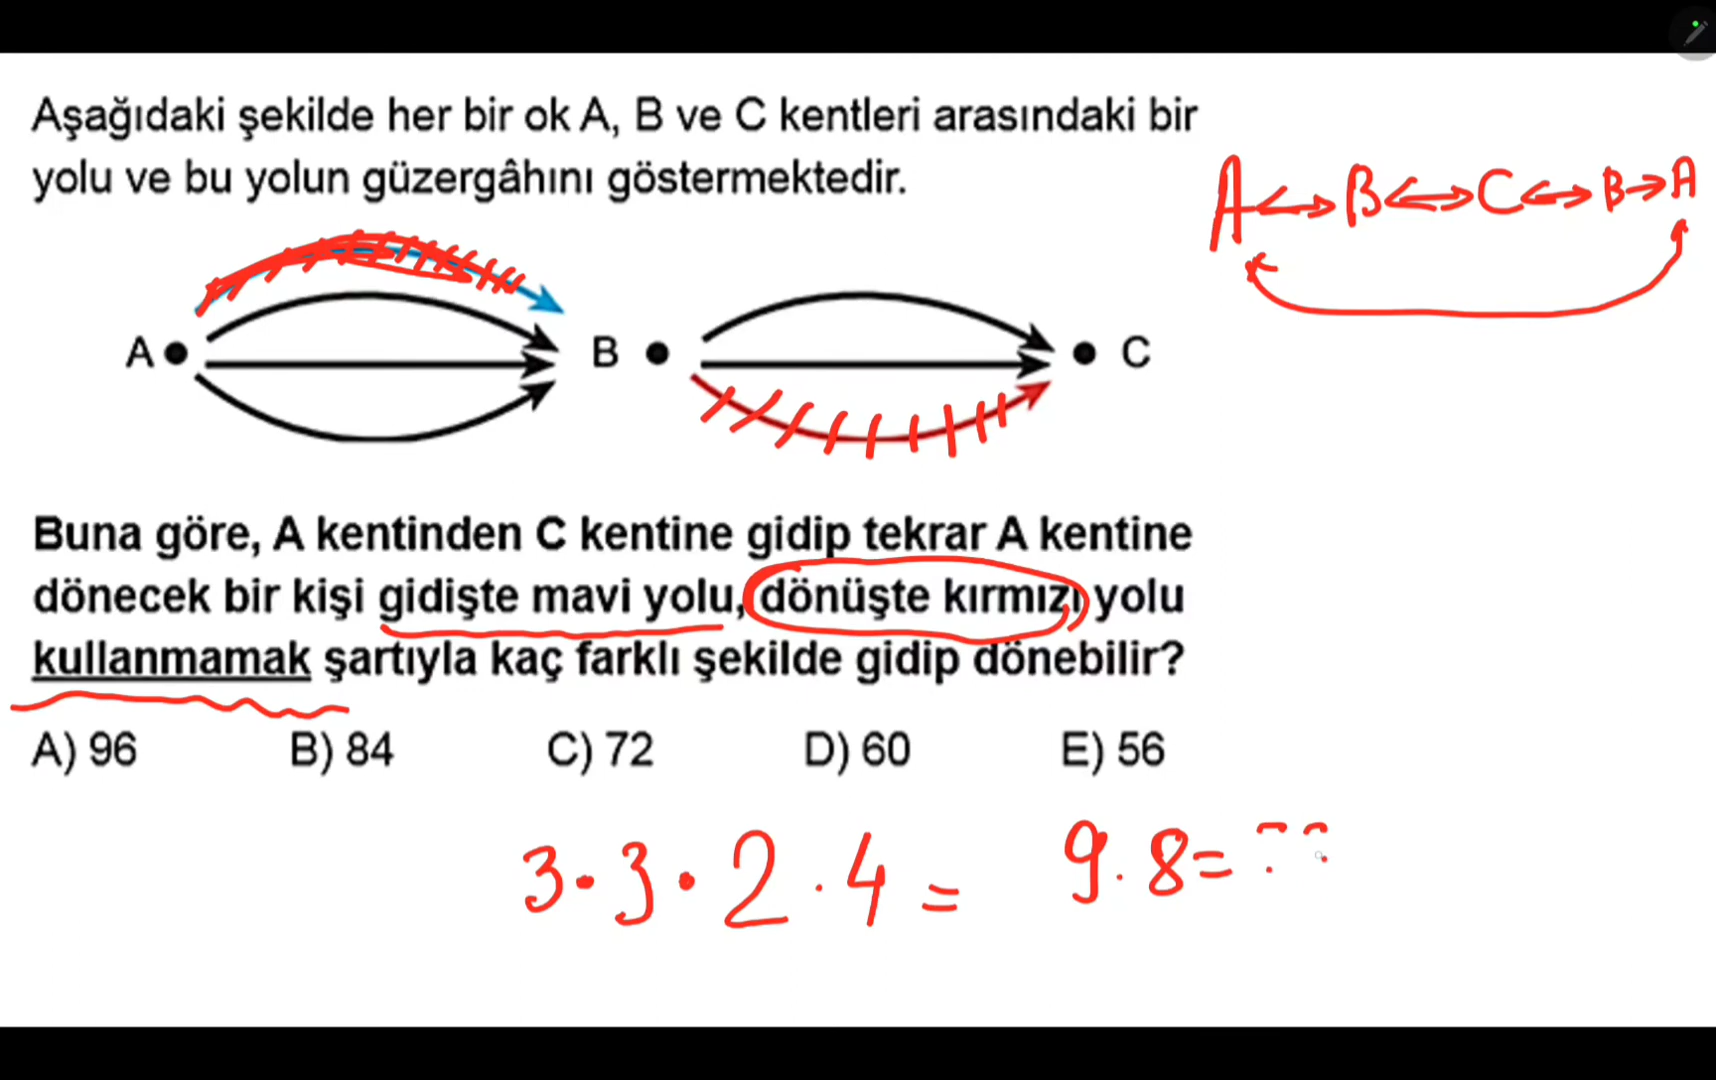 Aşağıdaki şekilde her bir ok A, B ve C kentleri arasındaki bir
yolu ve bu yolun güzergâhını göstermektedir.
A ↔ B ↔ C ↔ B → A
A B C
Buna göre, A kentinden C kentine gidip tekrar A kentine
dönecek bir kişi gidişte mavi yolu, dönüşte kırmızı yolu
kullanmamak şartıyla kaç farklı şekilde gidip dönebilir?
A) 96 B) 84 C) 72 D) 60 E) 56
3 · 3 · 2 · 4 = 9 . 8 =